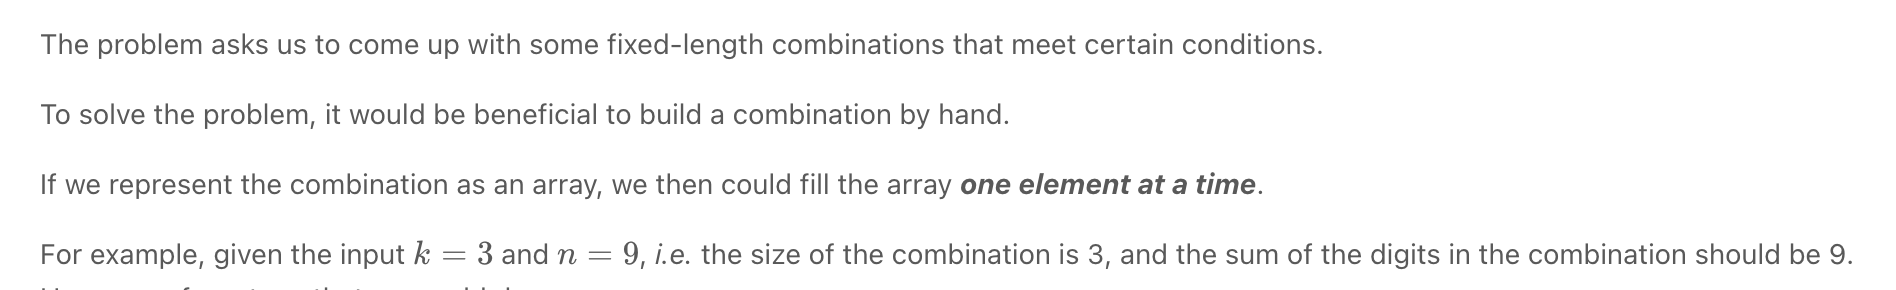 The problem asks us to come up with some fixed-length combinations that meet certain conditions.
To solve the problem, it would be beneficial to build a combination by hand.
If we represent the combination as an array, we then could fill the array one element at a time.
For example, given the input k = 3 and n = 9, i.e. the size of the combination is 3, and the sum of the digits in the combination should be 9.